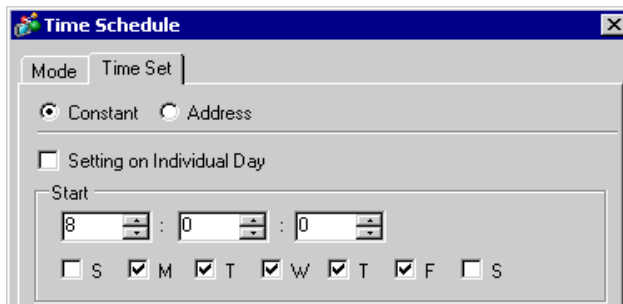 Time Schedule
Mode Time Set
Constant Address
Setting on Individual Day
Start
8 : 0 : 0
S M T W T F S